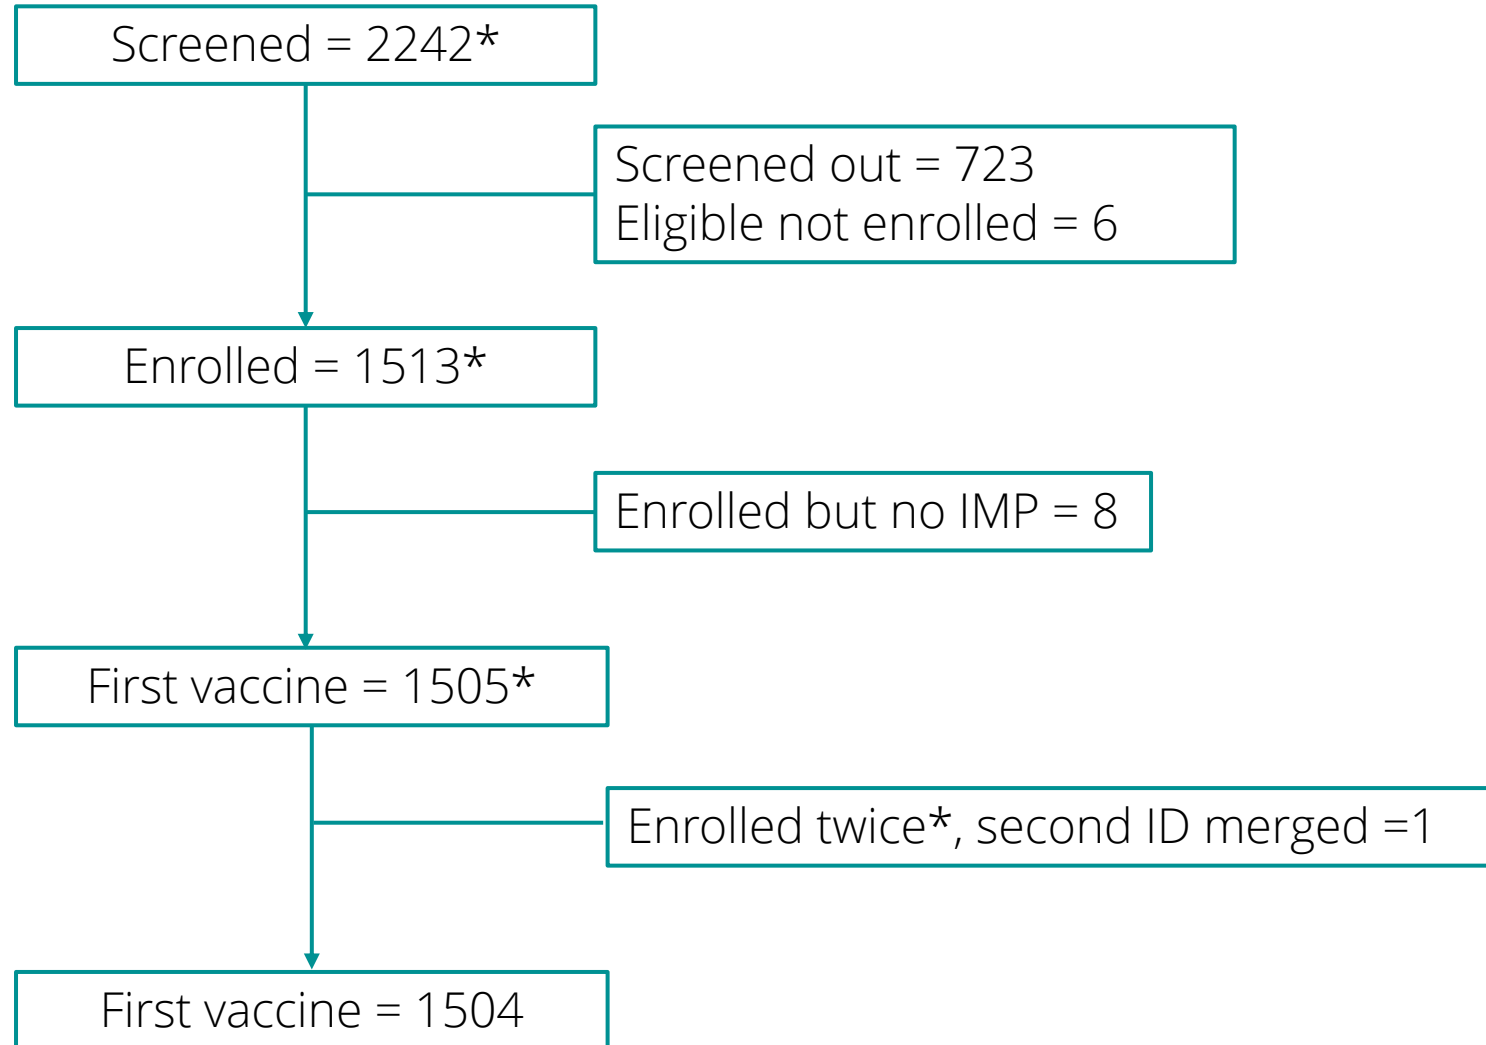 Screened = 2242*
Screened out = 723
Eligible not enrolled = 6
Enrolled = 1513*
Enrolled but no IMP = 8
First vaccine = 1505*
Enrolled twice*, second ID merged =1
First vaccine = 1504